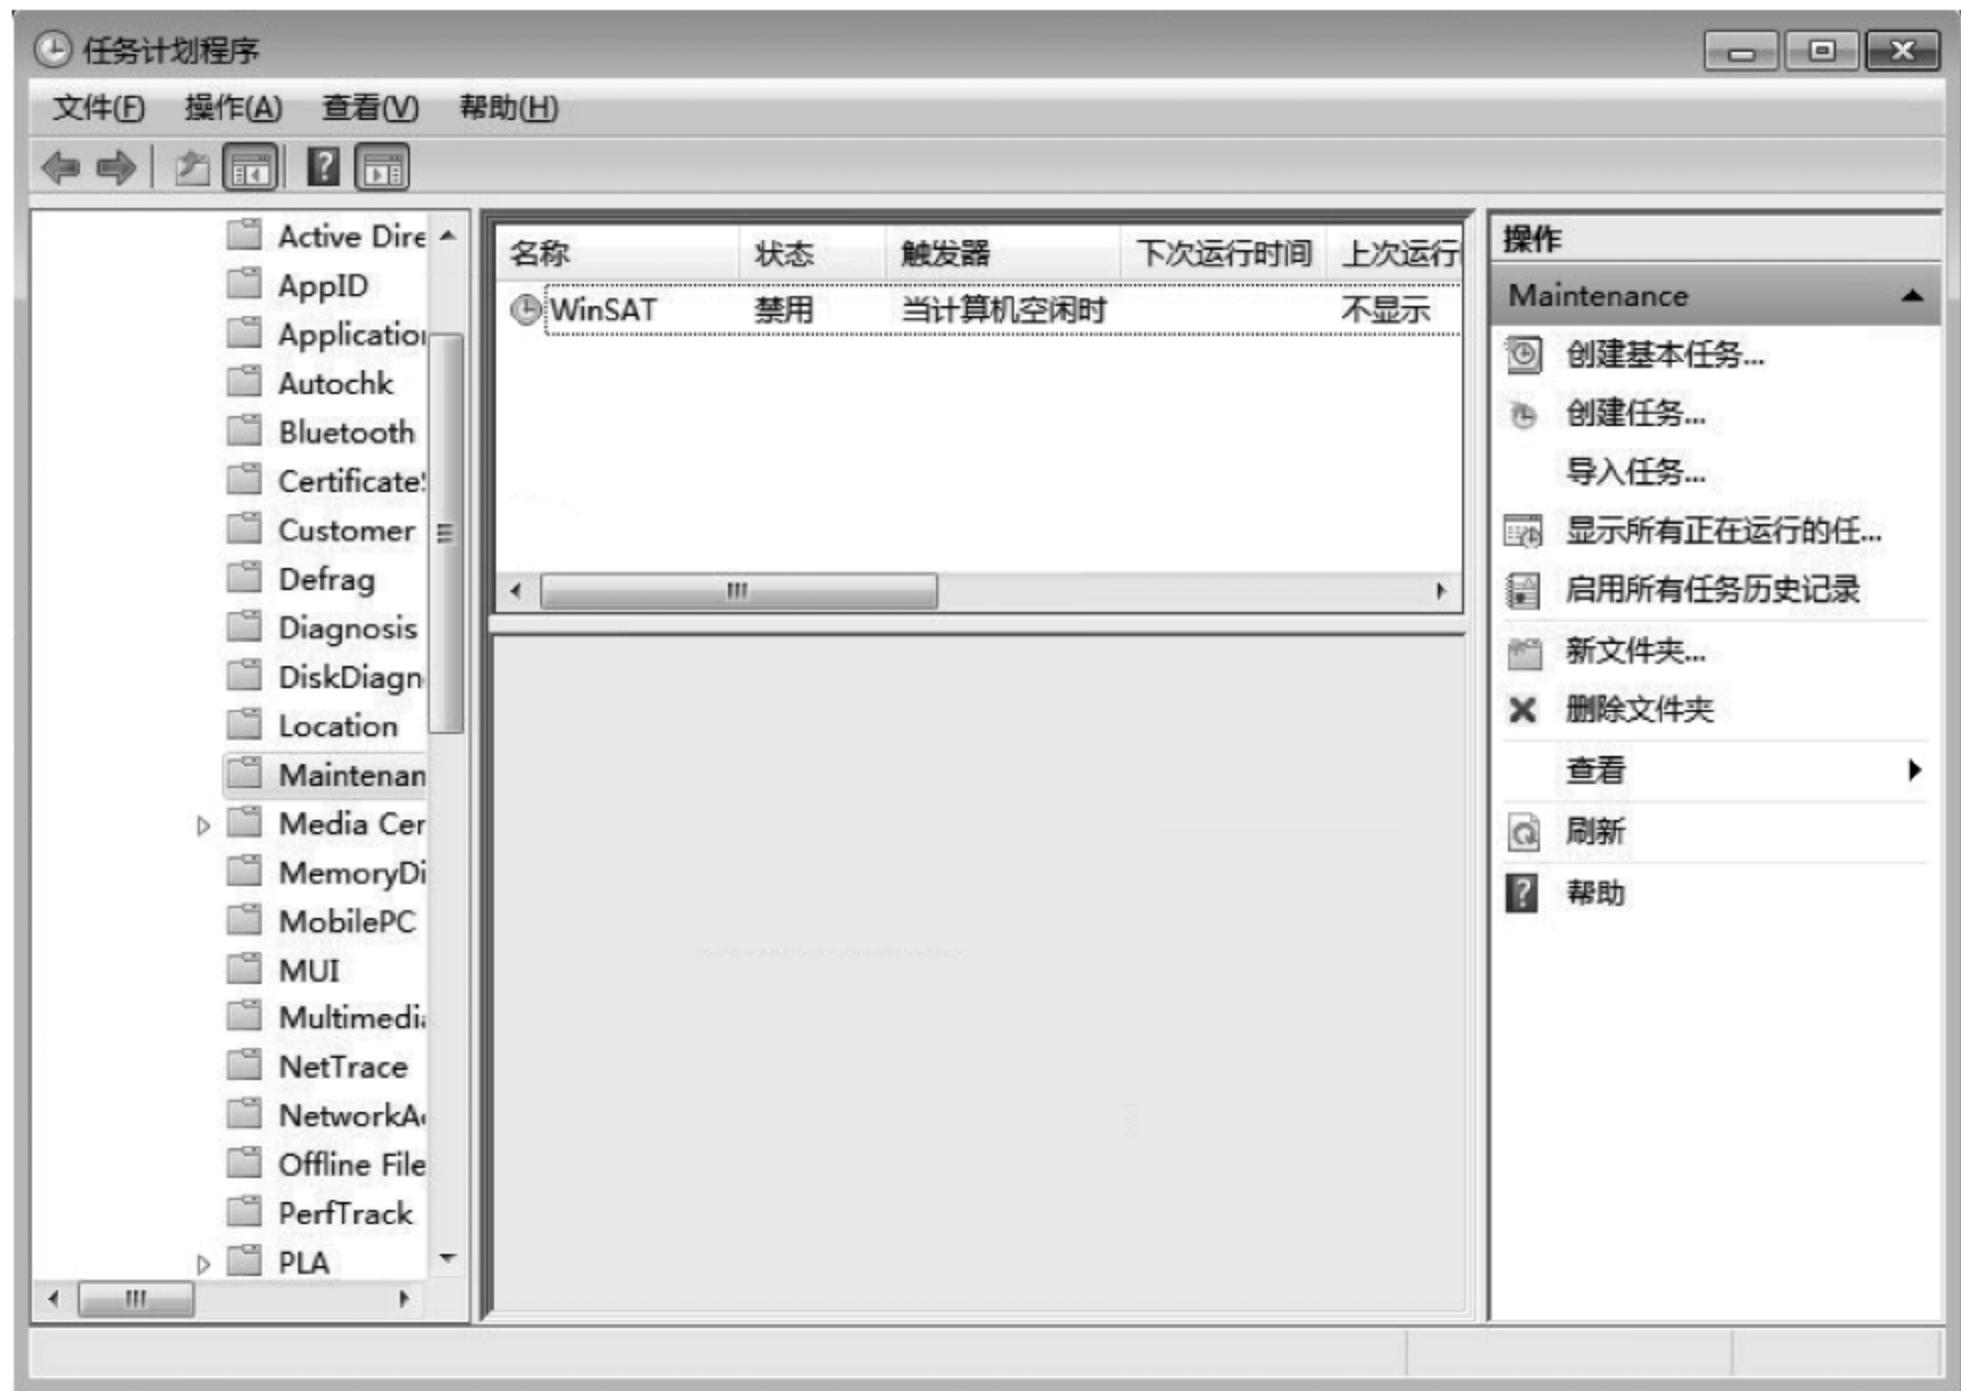 任务计划程序
文件(F) 操作(A) 查看(V) 帮助(H)
Active Dire
AppID
Application
Autochk
Bluetooth
CertificateS
Customer
Defrag
Diagnosis
DiskDiagn
Location
Maintenan
Media Cen
MemoryDi
MobilePC
MUI
Multimedia
NetTrace
NetworkAc
Offline File
PerfTrack
PLA
名称 状态 触发器 下次运行时间 上次运行
WinSAT 禁用 当计算机空闲时 不显示
操作
Maintenance
创建基本任务...
创建任务...
导入任务...
显示所有正在运行的任...
启用所有任务历史记录
新文件夹...
删除文件夹
查看
刷新
帮助